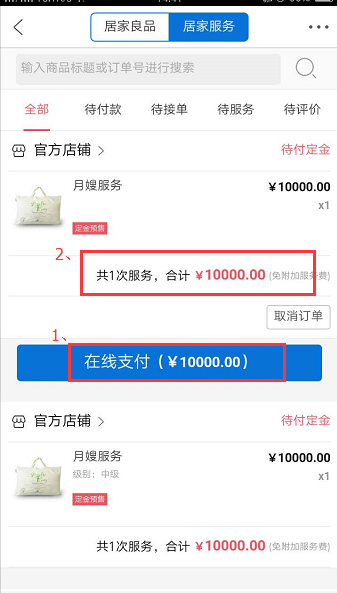 居家良品 居家服务
输入商品标题或订单号进行搜索
全部 待付款 待接单 待服务 待评价
官方店铺 待付定金
月嫂服务 ¥10000.00
x1
定金预售
2、
共1次服务，合计 ¥10000.00 (免附加服务费)
取消订单
1、
在线支付（¥10000.00）
官方店铺 待付定金
月嫂服务 ¥10000.00
级别：中级 x1
定金预售
共1次服务，合计 ¥10000.00 (免附加服务费)